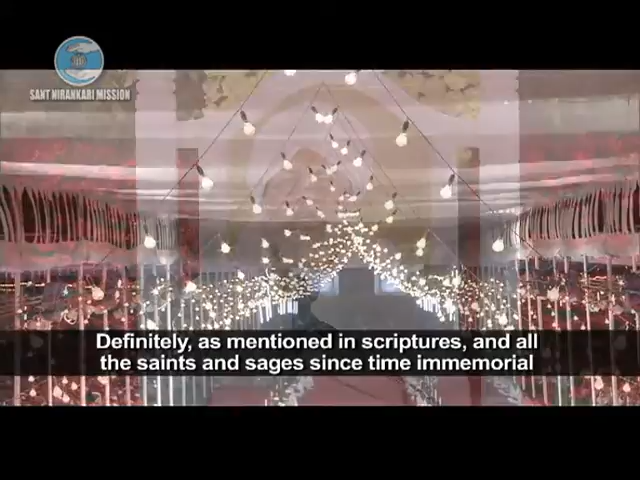 SANT NIRANKARI MISSION
Definitely, as mentioned in scriptures, and all
the saints and sages since time immemorial